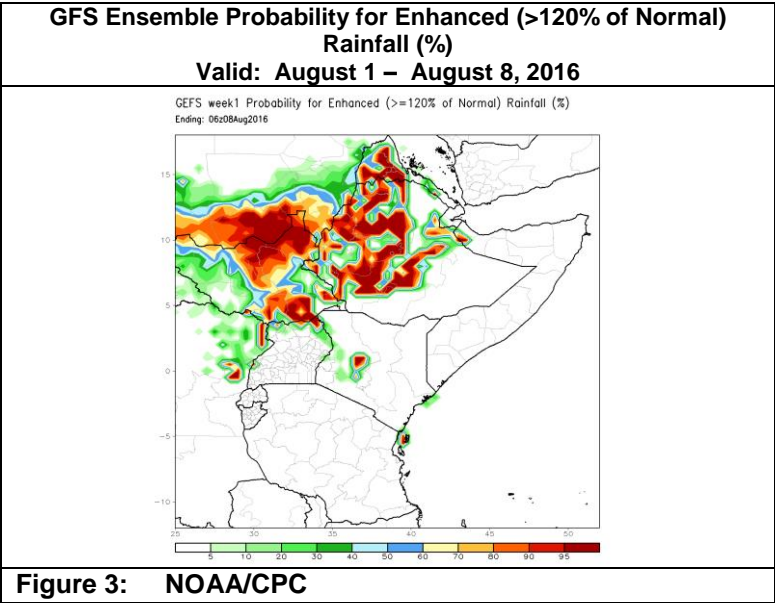 GFS Ensemble Probability for Enhanced (>120% of Normal)
Rainfall (%)
Valid: August 1 – August 8, 2016
GEFS week1 Probability for Enhanced (>=120% of Normal) Rainfall (%)
Ending: 06z08Aug2016
15
10
5
0
-5
-10
25 30 35 40 45 50
5 10 20 30 40 50 60 70 80 90 95
Figure 3: NOAA/CPC